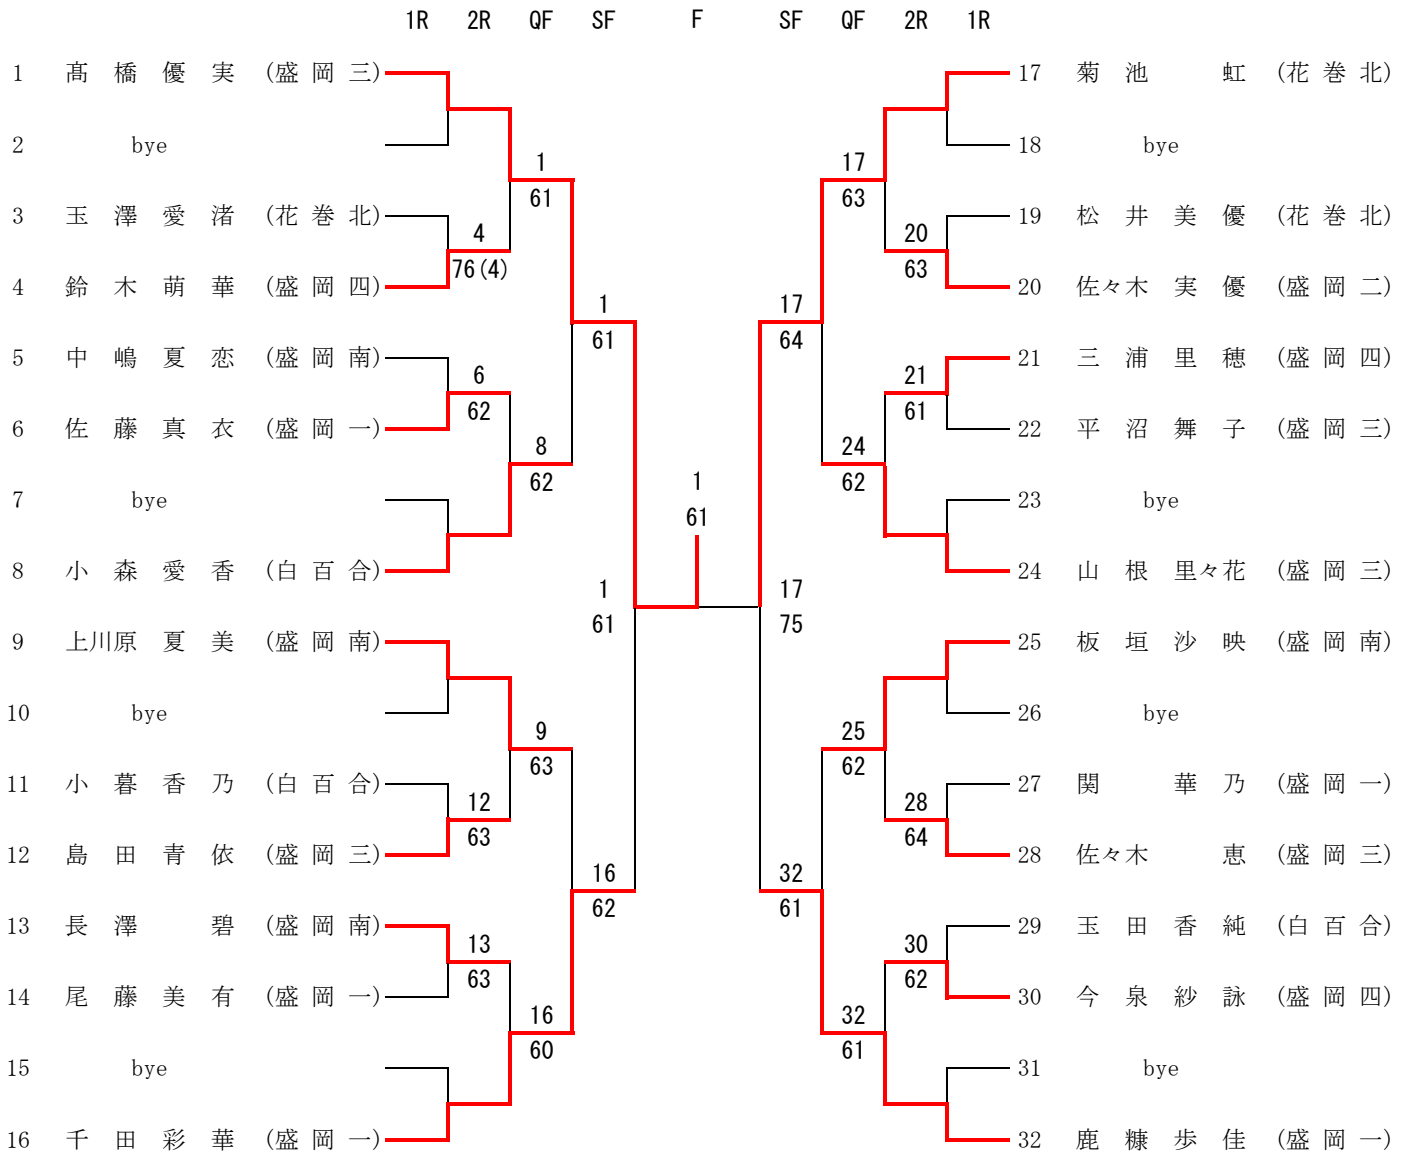 1R 2R QF SF F SF QF 2R 1R
1 髙橋優実 (盛岡三) 17 菊池 虹 (花巻北)
2 bye 18 bye
1 17
61 63
3 玉澤愛渚 (花巻北) 19 松井美優 (花巻北)
4 20
76(4) 63
4 鈴木萌華 (盛岡四) 20 佐々木実優 (盛岡二)
1 17
61 64
5 中嶋夏恋 (盛岡南) 21 三浦里穂 (盛岡四)
6 21
62 61
6 佐藤真衣 (盛岡一) 22 平沼舞子 (盛岡三)
8 24
62 1 62
7 bye 23 bye
61
8 小森愛香 (白百合) 24 山根里々花 (盛岡三)
1 17
61 75
9 上川原夏美 (盛岡南) 25 板垣沙映 (盛岡南)
10 bye 26 bye
9 25
63 62
11 小暮香乃 (白百合) 27 関 華乃 (盛岡一)
12 28
63 64
12 島田青依 (盛岡三) 28 佐々木 恵 (盛岡三)
16 32
62 61
13 長澤 碧 (盛岡南) 29 玉田香純 (白百合)
13 30
63 62
14 尾藤美有 (盛岡一) 30 今泉紗詠 (盛岡四)
16 32
60 61
15 bye 31 bye
16 千田彩華 (盛岡一) 32 鹿糠歩佳 (盛岡一)